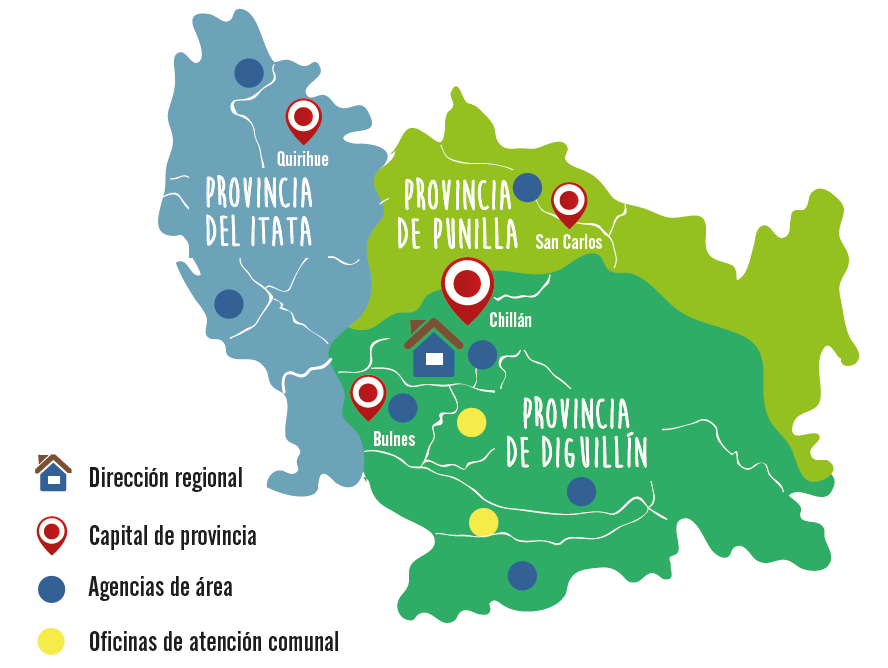 Quirihue
PROVINCIA
DEL ITATA
PROVINCIA
DE PUNILLA
San Carlos
Chillán
Bulnes
PROVINCIA
DE DIGUILLÍN
Dirección regional
Capital de provincia
Agencias de área
Oficinas de atención comunal